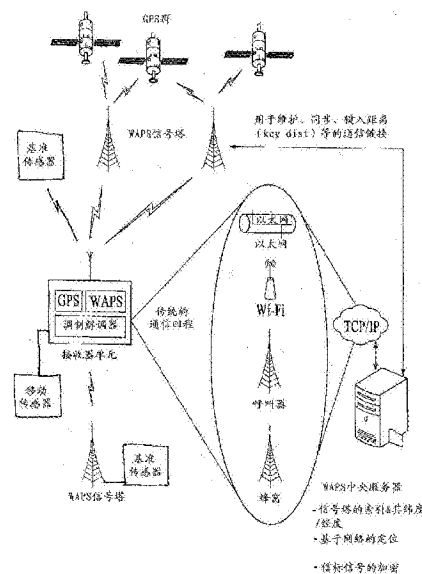 GPS群
WAPS信号塔
用于维护、同步、键入距离
(key dist) 等的通信链接
基准
传感器
以太网
以太网
GPS WAPS
调制解调器
接收器单元
传统的
通信回程
Wi-Fi
TCP/IP
移动
传感器
呼叫器
基准
传感器
WAPS信号塔
蜂窝
WAPS中央服务器
-信号塔的索引&其纬度
/经度
-基于网络的定位
-信标信号的加密